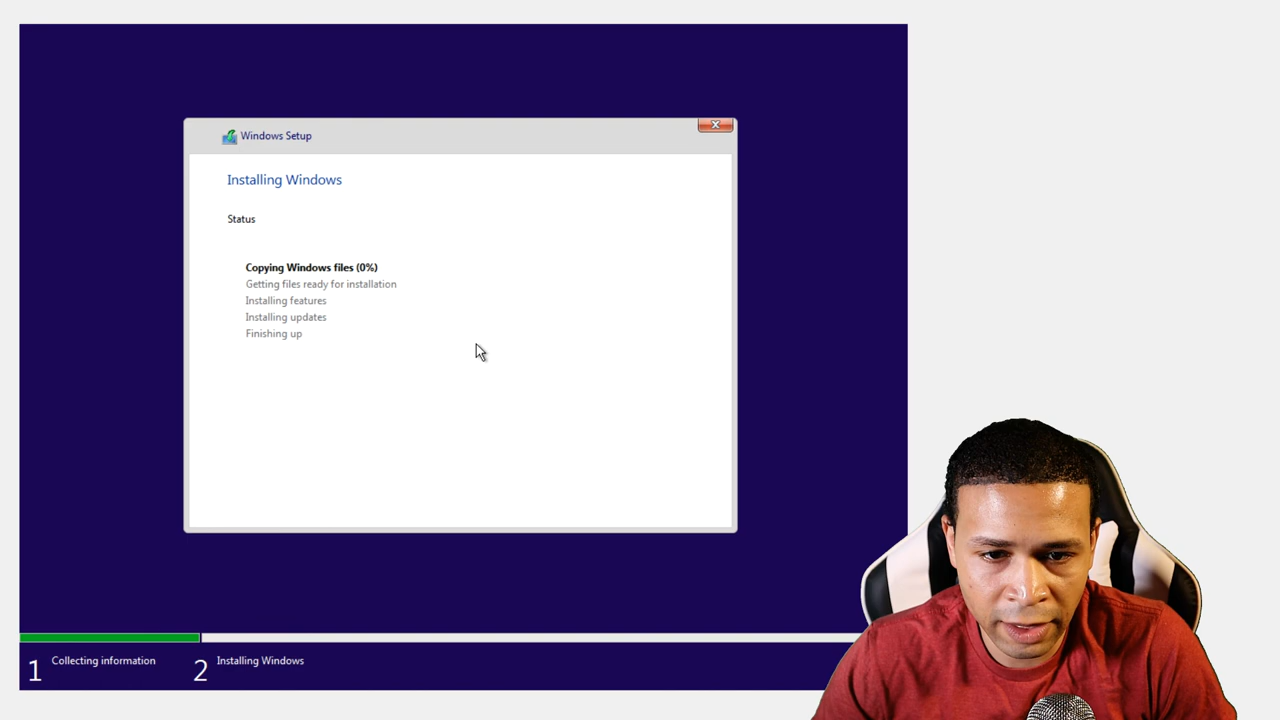 Windows Setup
Installing Windows
Status
Copying Windows files (0%)
Getting files ready for installation
Installing features
Installing updates
Finishing up
1 Collecting information
2 Installing Windows